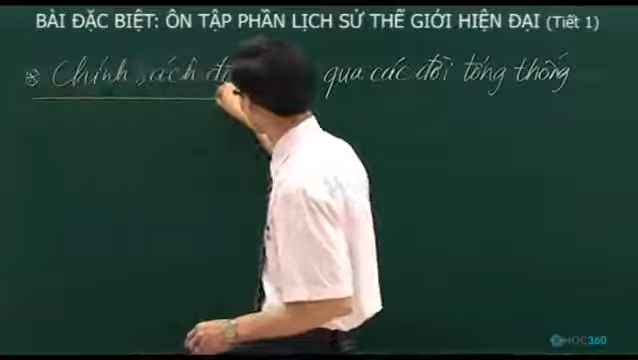 BÀI ĐẶC BIỆT: ÔN TẬP PHẦN LỊCH SỬ THẾ GIỚI HIỆN ĐẠI (Tiết 1)
Chính sách qua các đời tổng thống
HOC360